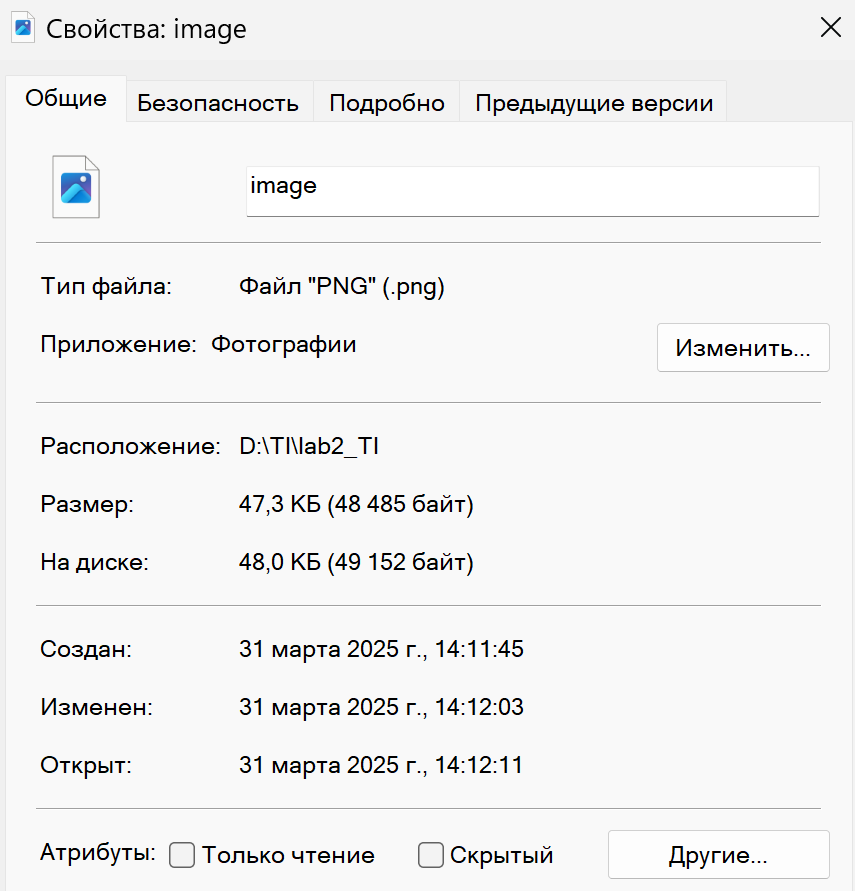 Свойства: image
Общие Безопасность Подробно Предыдущие версии
image
Тип файла: Файл "PNG" (.png)
Приложение: Фотографии Изменить...
Расположение: D:\TI\lab2_TI
Размер: 47,3 КБ (48 485 байт)
На диске: 48,0 КБ (49 152 байт)
Создан: 31 марта 2025 г., 14:11:45
Изменен: 31 марта 2025 г., 14:12:03
Открыт: 31 марта 2025 г., 14:12:11
Атрибуты: Только чтение Скрытый Другие...